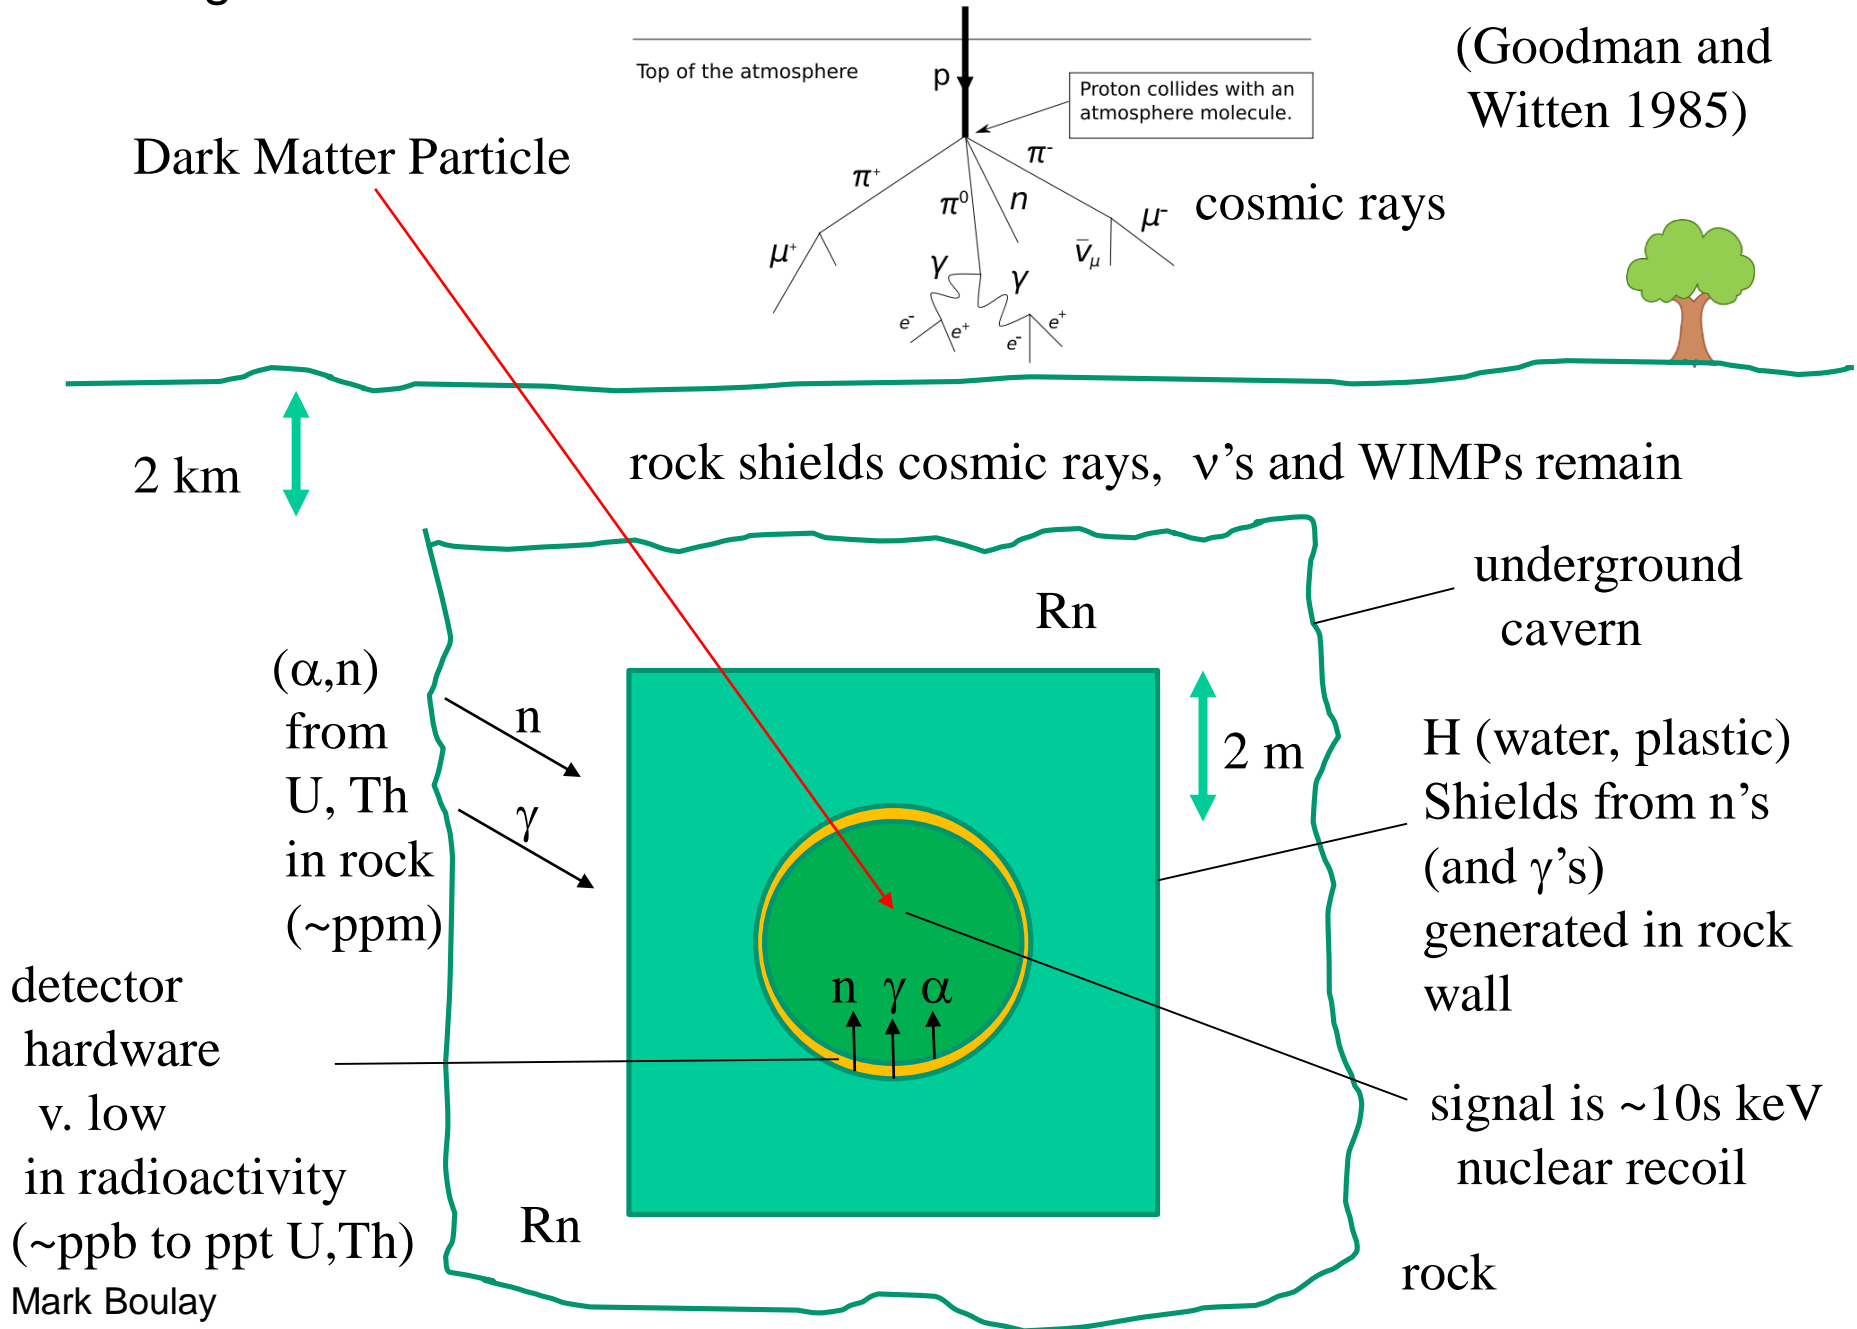 Top of the atmosphere
p
Proton collides with an
atmosphere molecule.
(Goodman and
Witten 1985)
Dark Matter Particle
π+
π0
n
π-
cosmic rays
μ+
γ
γ
ν̄μ
μ-
e-
e+
e-
e+
2 km
rock shields cosmic rays, ν's and WIMPs remain
underground
cavern
Rn
(α,n)
from
U, Th
in rock
(~ppm)
n
γ
2 m
H (water, plastic)
Shields from n's
(and γ's)
generated in rock
wall
n γ α
detector
hardware
v. low
in radioactivity
(~ppb to ppt U,Th)
signal is ~10s keV
nuclear recoil
Rn
rock
Mark Boulay